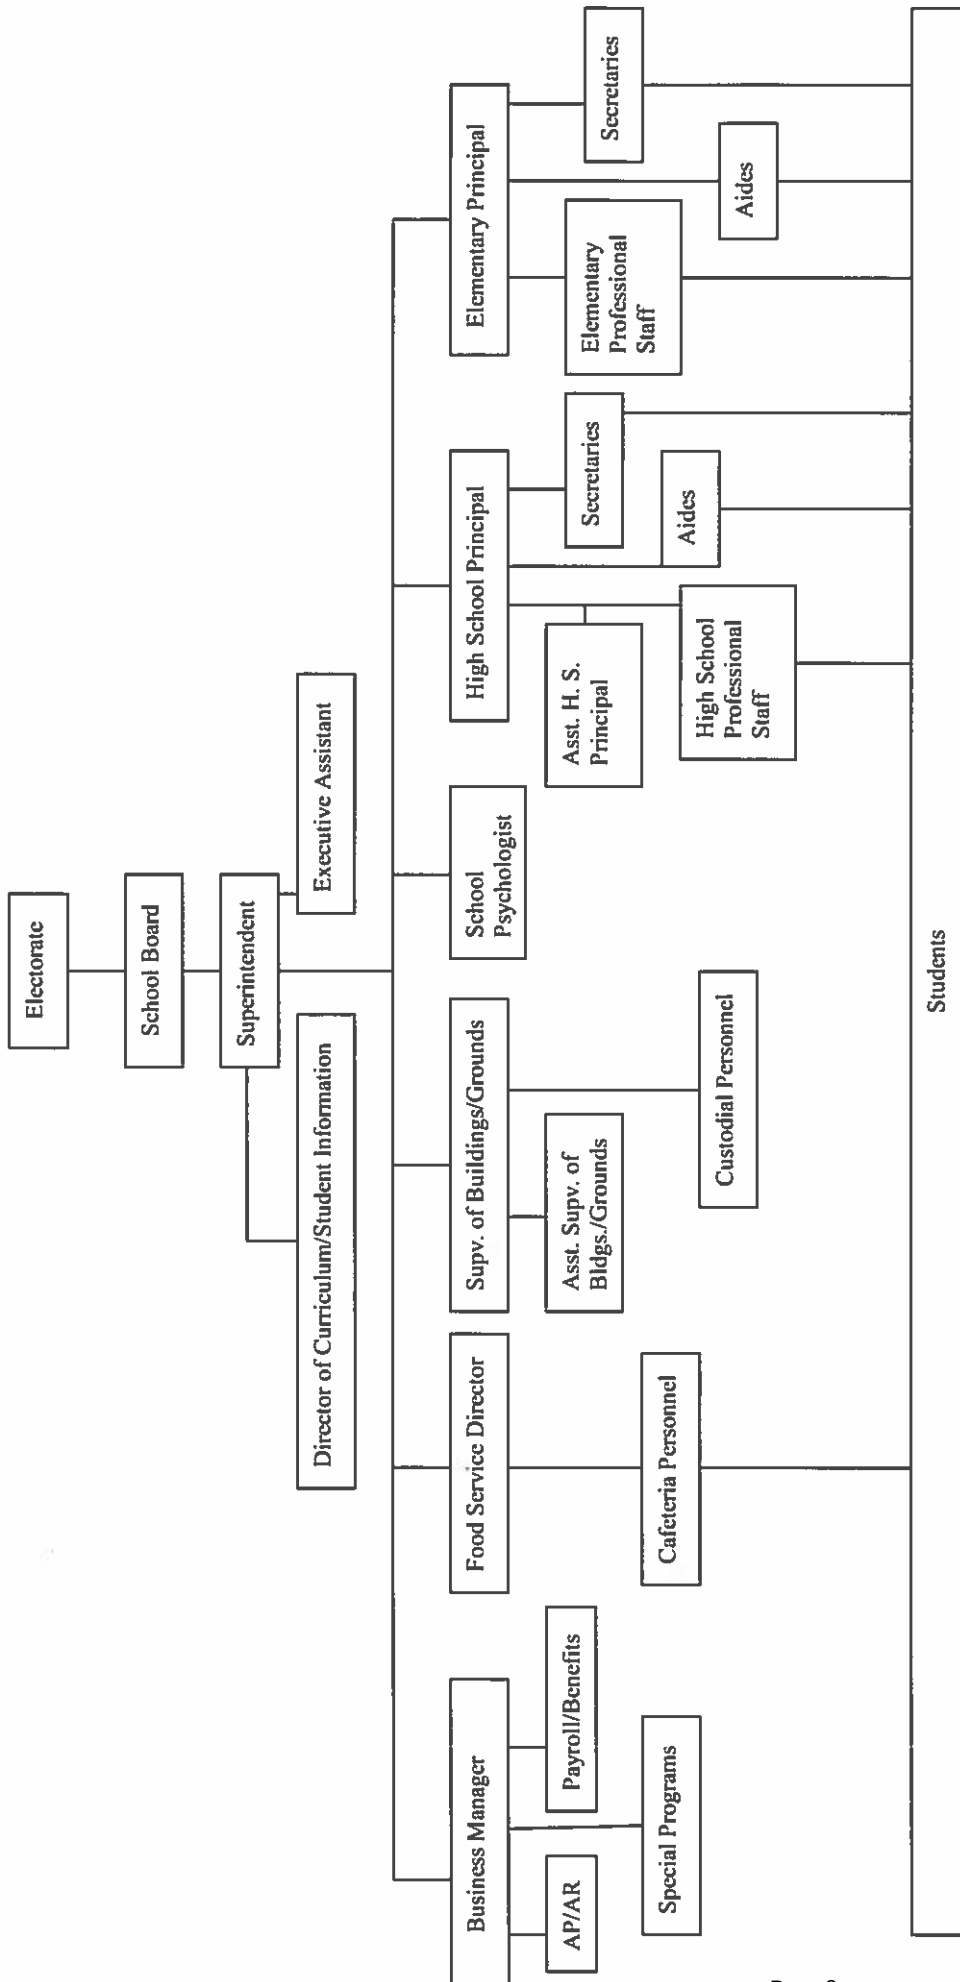 Electorate
School Board
Superintendent
Director of Curriculum/Student Information
Executive Assistant
Business Manager
Food Service Director
Supv. of Buildings/Grounds
School
Psychologist
High School Principal
Elementary Principal
AP/AR
Payroll/Benefits
Special Programs
Cafeteria Personnel
Asst. Supv. of
Bldgs./Grounds
Custodial Personnel
Asst. H. S.
Principal
High School
Professional
Staff
Aides
Secretaries
Elementary
Professional
Staff
Aides
Secretaries
Students